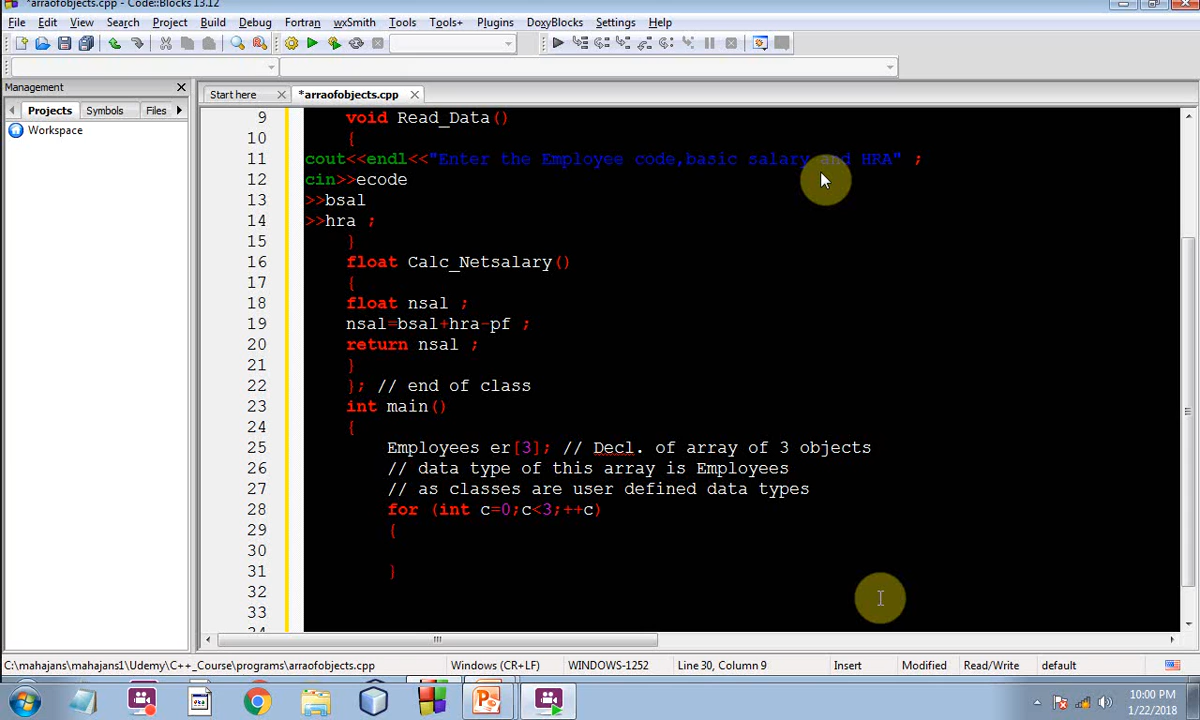 *arraofobjects.cpp - Code::Blocks 13.12
File Edit View Search Project Build Debug Fortran wxSmith Tools Tools+ Plugins DoxyBlocks Settings Help
Management
Start here
*arraofobjects.cpp
Projects Symbols Files
Workspace
9 void Read_Data()
10 {
11 cout<<endl<<"Enter the Employee code,basic salary and HRA" ;
12 cin>>ecode
13 >>bsal
14 >>hra ;
15 }
16 float Calc_Netsalary()
17 {
18 float nsal ;
19 nsal=bsal+hra-pf ;
20 return nsal ;
21 }
22 }; // end of class
23 int main()
24 {
25 Employees er[3]; // Decl. of array of 3 objects
26 // data type of this array is Employees
27 // as classes are user defined data types
28 for (int c=0;c<3;++c)
29 {
30
31 }
32
33
C:\mahajans\mahajans1\Udemy\C++_Course\programs\arraofobjects.cpp Windows (CR+LF) WINDOWS-1252 Line 30, Column 9 Insert Modified Read/Write default
10:00 PM
1/22/2018